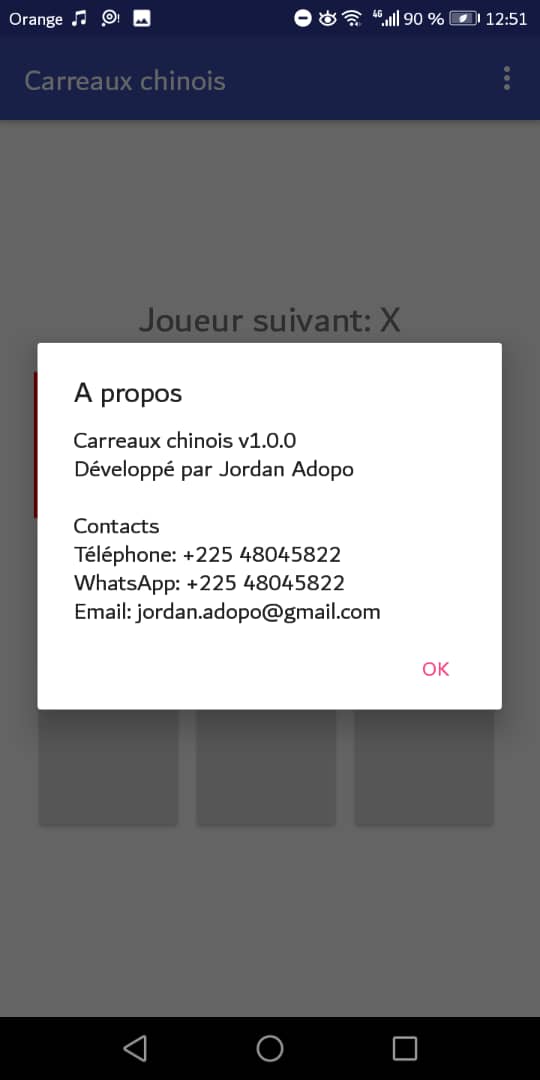 Orange 4G 90 % 12:51
Carreaux chinois
Joueur suivant: X
A propos
Carreaux chinois v1.0.0
Développé par Jordan Adopo
Contacts
Téléphone: +225 48045822
WhatsApp: +225 48045822
Email: jordan.adopo@gmail.com
OK